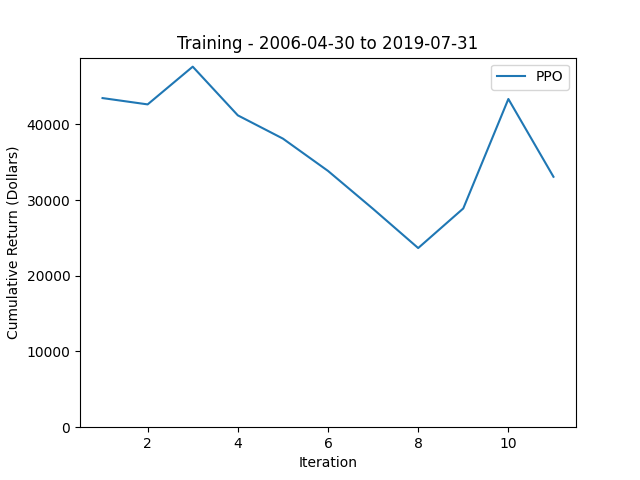 Training - 2006-04-30 to 2019-07-31
PPO
Cumulative Return (Dollars)
40000
30000
20000
10000
0
2 4 6 8 10
Iteration